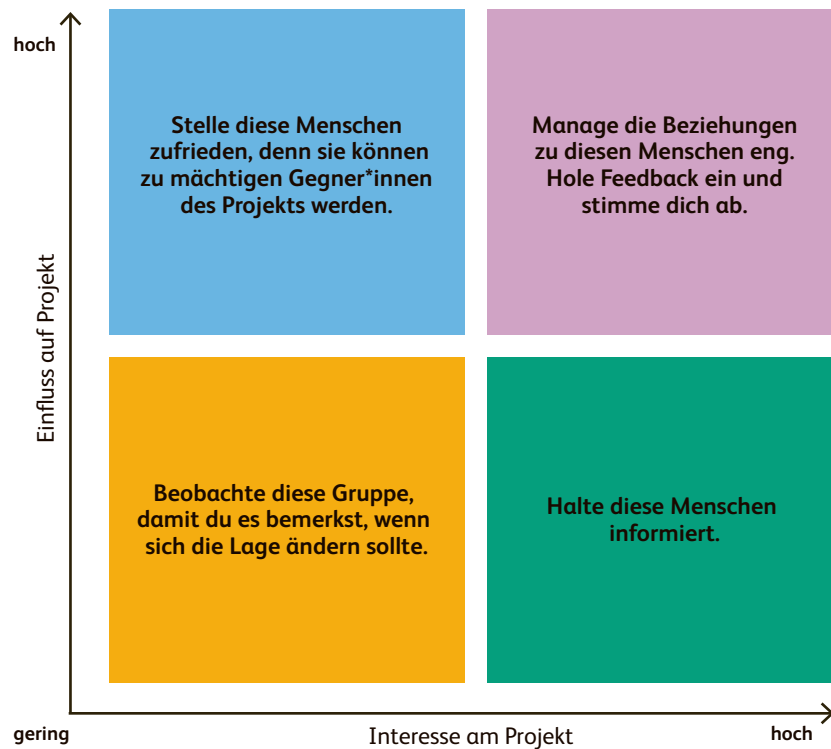 hoch
Stelle diese Menschen
zufrieden, denn sie können
zu mächtigen Gegner*innen
des Projekts werden.
Manage die Beziehungen
zu diesen Menschen eng.
Hole Feedback ein und
stimme dich ab.
Einfluss auf Projekt
Beobachte diese Gruppe,
damit du es bemerkst, wenn
sich die Lage ändern sollte.
Halte diese Menschen
informiert.
gering
Interesse am Projekt
hoch